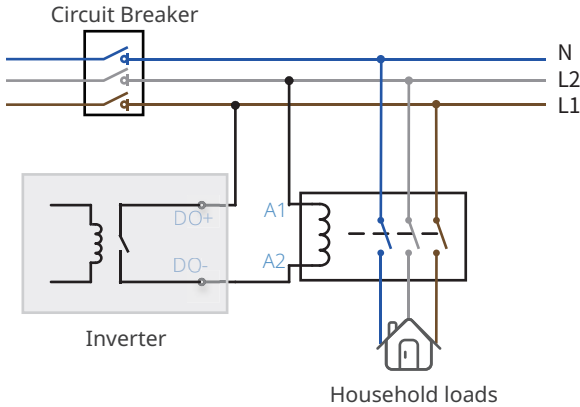 Circuit Breaker
N
L2
L1
DO+
A1
DO-
A2
Inverter
Household loads